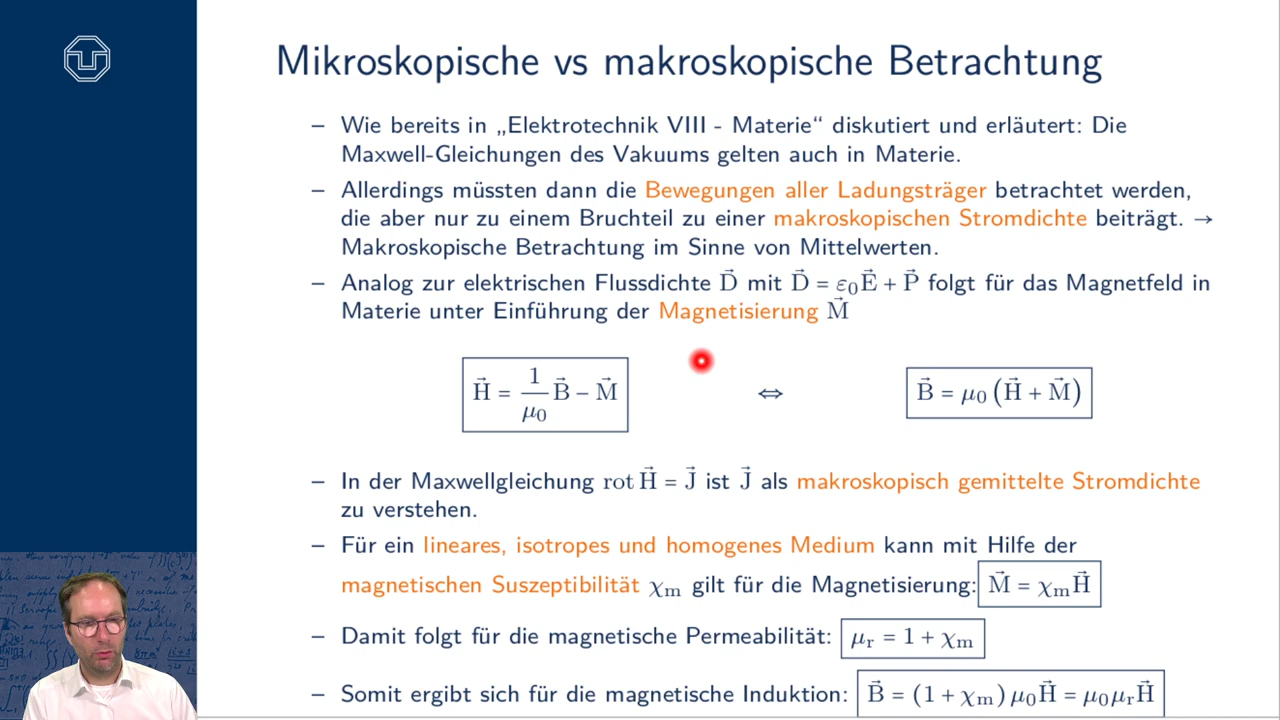 Mikroskopische vs makroskopische Betrachtung
– Wie bereits in „Elektrotechnik VIII - Materie“ diskutiert und erläutert: Die
Maxwell-Gleichungen des Vakuums gelten auch in Materie.
– Allerdings müssten dann die Bewegungen aller Ladungsträger betrachtet werden,
die aber nur zu einem Bruchteil zu einer makroskopischen Stromdichte beiträgt. →
Makroskopische Betrachtung im Sinne von Mittelwerten.
– Analog zur elektrischen Flussdichte D⃗ mit D⃗ = ε₀E⃗ + P⃗ folgt für das Magnetfeld in
Materie unter Einführung der Magnetisierung M⃗
H⃗ = 1/μ₀ B⃗ − M⃗ ⇔ B⃗ = μ₀ (H⃗ + M⃗)
– In der Maxwellgleichung rot H⃗ = J⃗ ist J⃗ als makroskopisch gemittelte Stromdichte
zu verstehen.
– Für ein lineares, isotropes und homogenes Medium kann mit Hilfe der
magnetischen Suszeptibilität χₘ gilt für die Magnetisierung: M⃗ = χₘH⃗
– Damit folgt für die magnetische Permeabilität: μᵣ = 1 + χₘ
– Somit ergibt sich für die magnetische Induktion: B⃗ = (1 + χₘ) μ₀H⃗ = μ₀μᵣH⃗